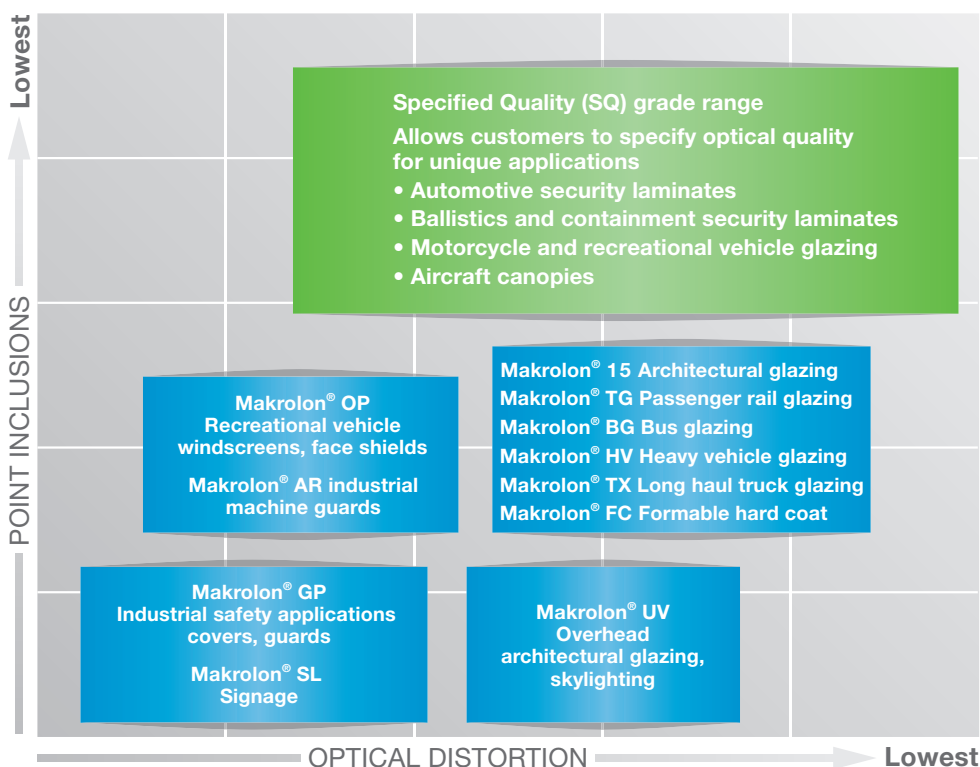 Lowest
POINT INCLUSIONS
Specified Quality (SQ) grade range
Allows customers to specify optical quality
for unique applications
• Automotive security laminates
• Ballistics and containment security laminates
• Motorcycle and recreational vehicle glazing
• Aircraft canopies
Makrolon® OP
Recreational vehicle
windscreens, face shields
Makrolon® AR industrial
machine guards
Makrolon® 15 Architectural glazing
Makrolon® TG Passenger rail glazing
Makrolon® BG Bus glazing
Makrolon® HV Heavy vehicle glazing
Makrolon® TX Long haul truck glazing
Makrolon® FC Formable hard coat
Makrolon® GP
Industrial safety applications
covers, guards
Makrolon® SL
Signage
Makrolon® UV
Overhead
architectural glazing,
skylighting
OPTICAL DISTORTION
Lowest